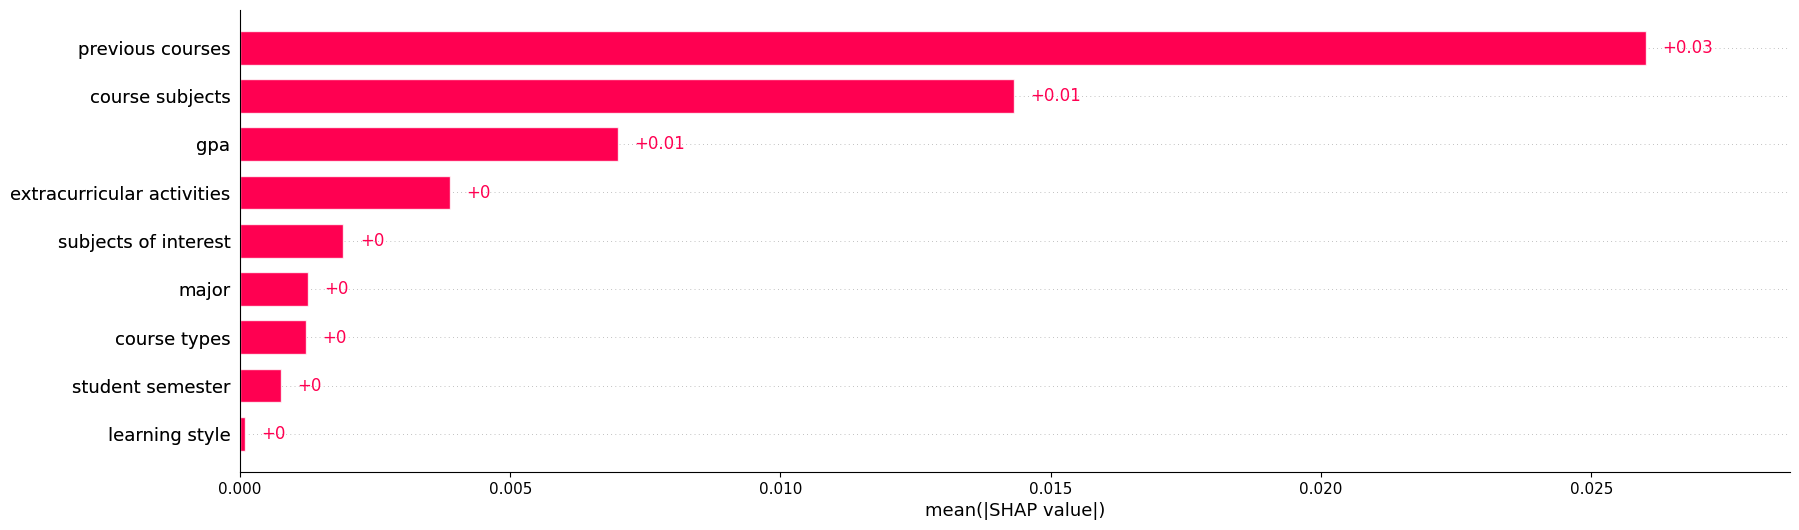 previous courses +0.03
course subjects +0.01
gpa +0.01
extracurricular activities +0
subjects of interest +0
major +0
course types +0
student semester +0
learning style +0
0.000 0.005 0.010 0.015 0.020 0.025
mean(|SHAP value|)